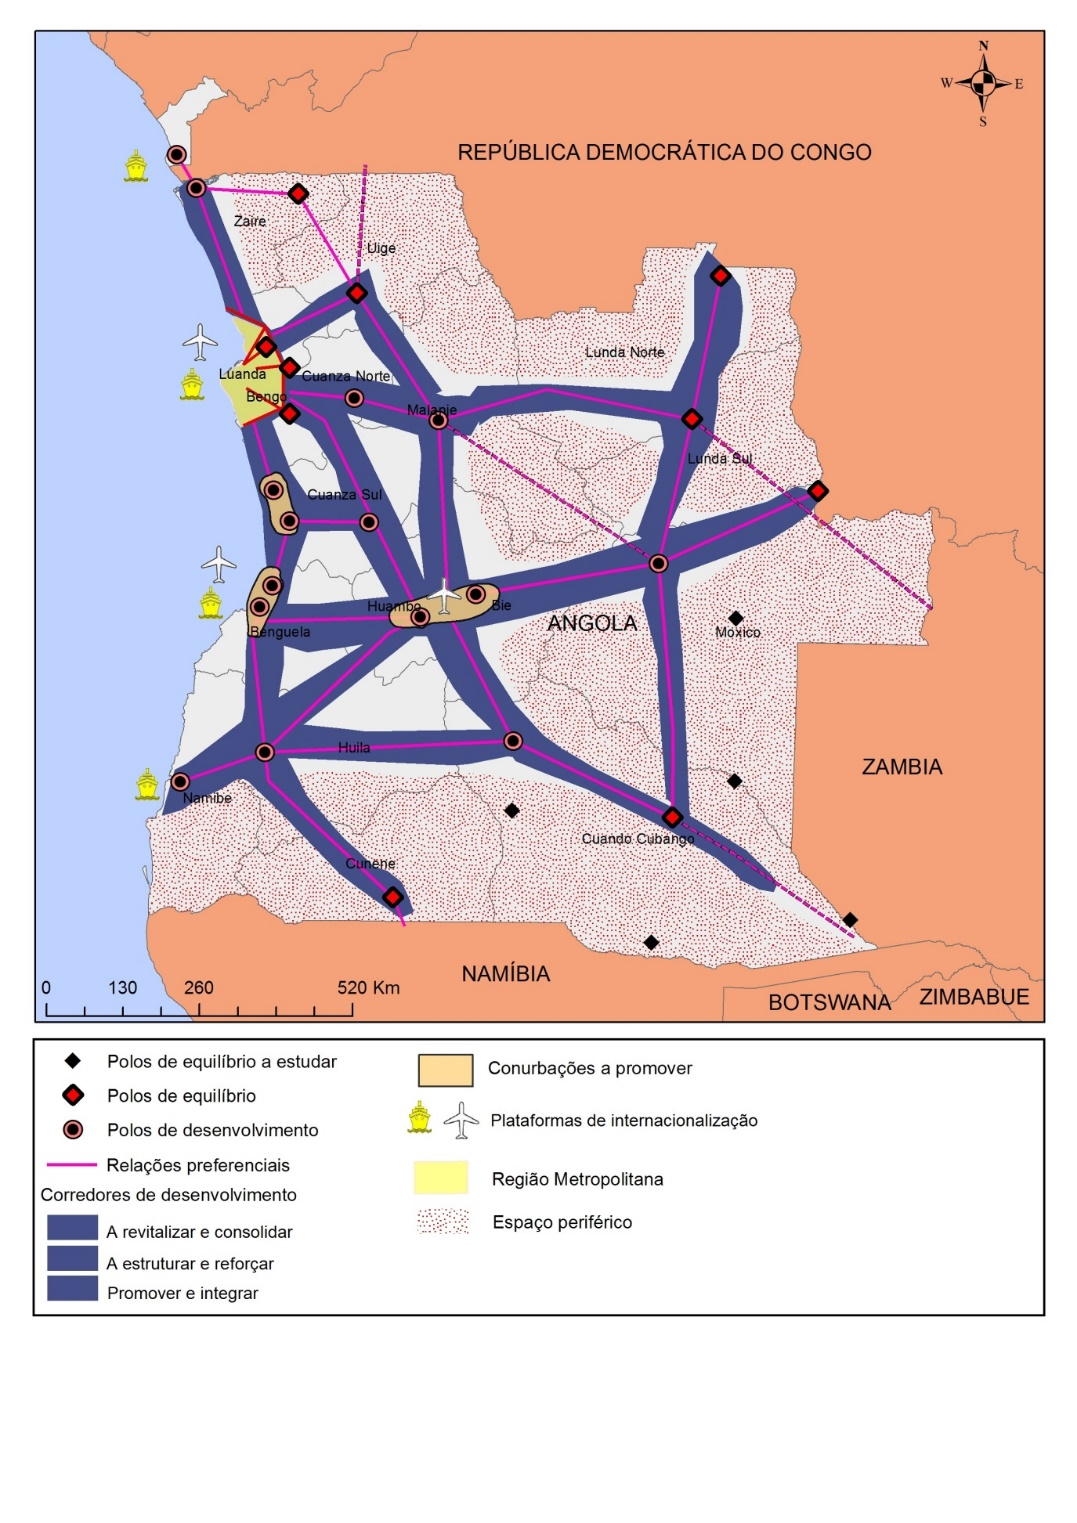 N
W
E
S
REPÚBLICA DEMOCRÁTICA DO CONGO
Zaire
Uige
Lunda Norte
Luanda
Cuanza Norte
Bengo
Malanje
Lunda Sul
Cuanza Sul
Huambo
Bie
ANGOLA
Benguela
Moxico
Huila
ZAMBIA
Namibe
Cuando Cubango
Cunene
NAMÍBIA
BOTSWANA
ZIMBABUE
0 130 260 520 Km
Polos de equilíbrio a estudar
Polos de equilíbrio
Polos de desenvolvimento
Relações preferenciais
Corredores de desenvolvimento
A revitalizar e consolidar
A estruturar e reforçar
Promover e integrar
Conurbações a promover
Plataformas de internacionalização
Região Metropolitana
Espaço periférico